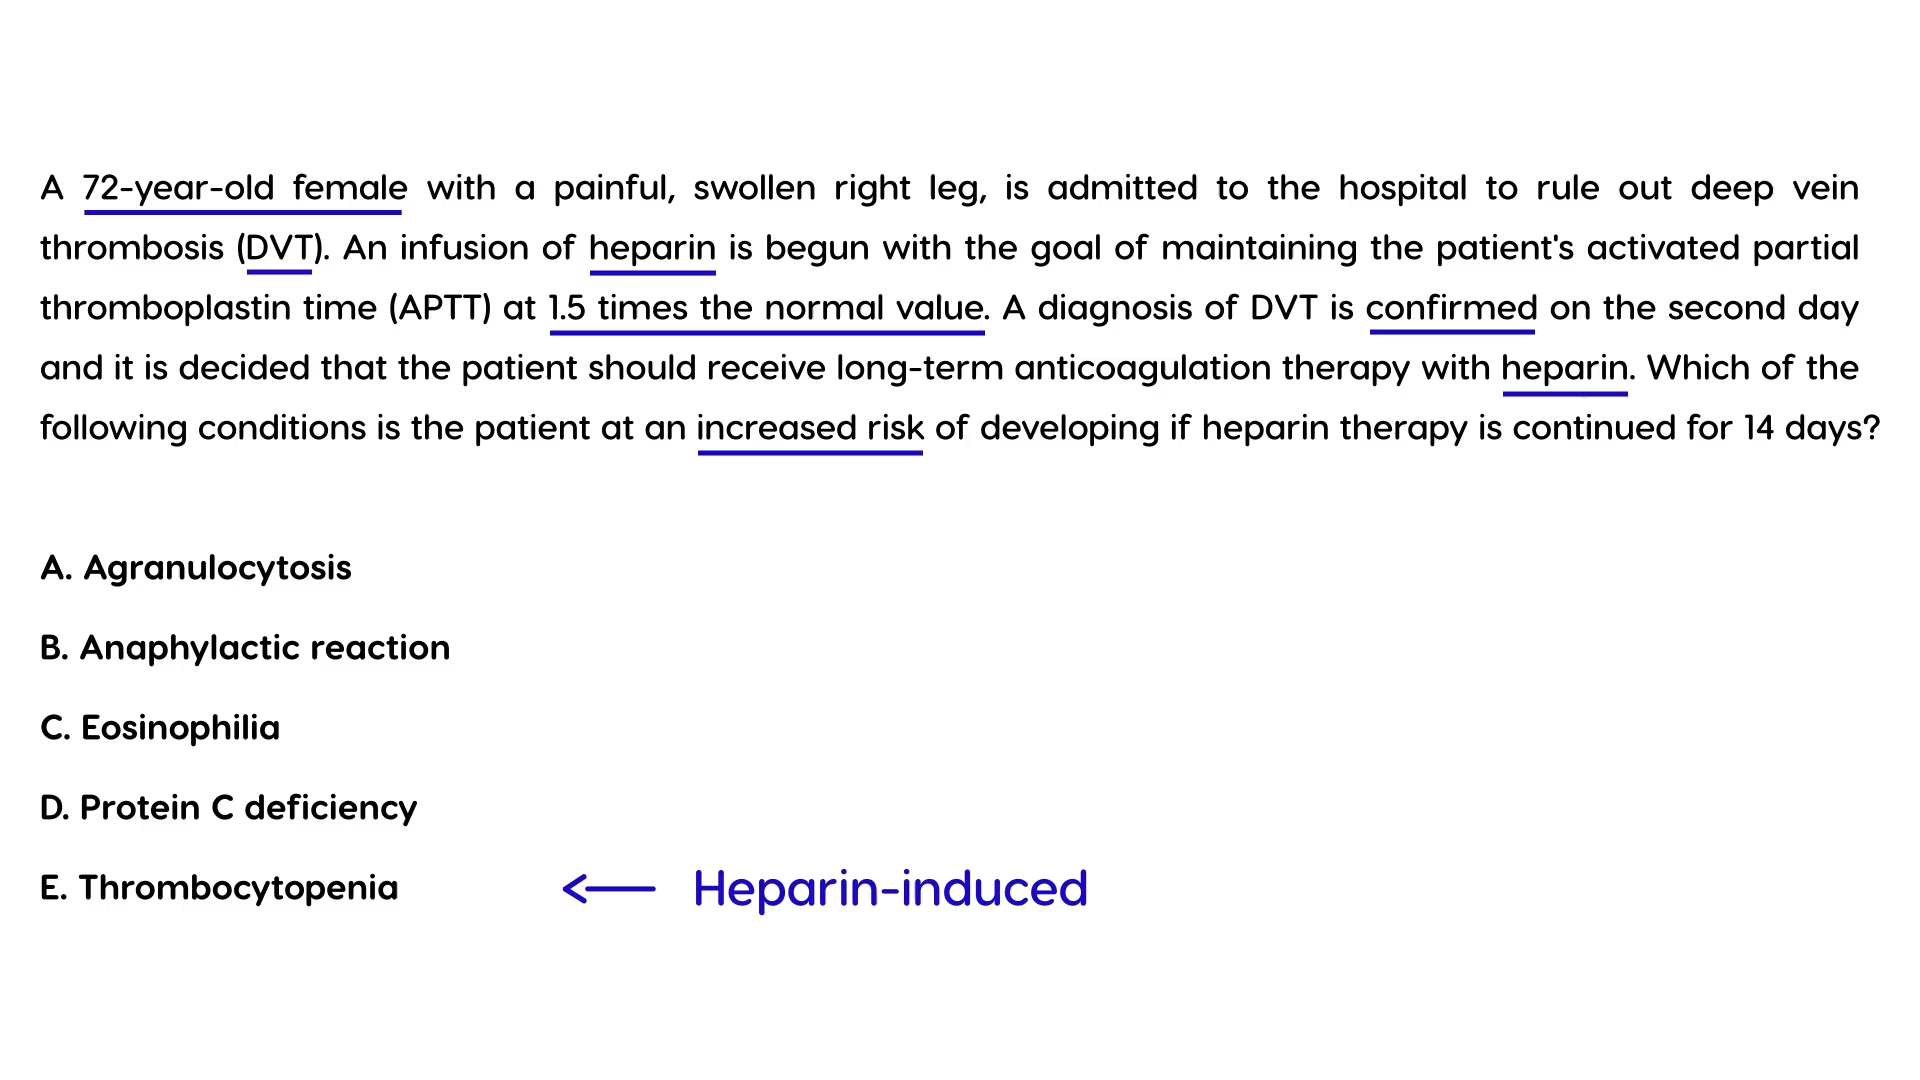 A 72-year-old female with a painful, swollen right leg, is admitted to the hospital to rule out deep vein
thrombosis (DVT). An infusion of heparin is begun with the goal of maintaining the patient's activated partial
thromboplastin time (APTT) at 1.5 times the normal value. A diagnosis of DVT is confirmed on the second day
and it is decided that the patient should receive long-term anticoagulation therapy with heparin. Which of the
following conditions is the patient at an increased risk of developing if heparin therapy is continued for 14 days?
A. Agranulocytosis
B. Anaphylactic reaction
C. Eosinophilia
D. Protein C deficiency
E. Thrombocytopenia
Heparin-induced